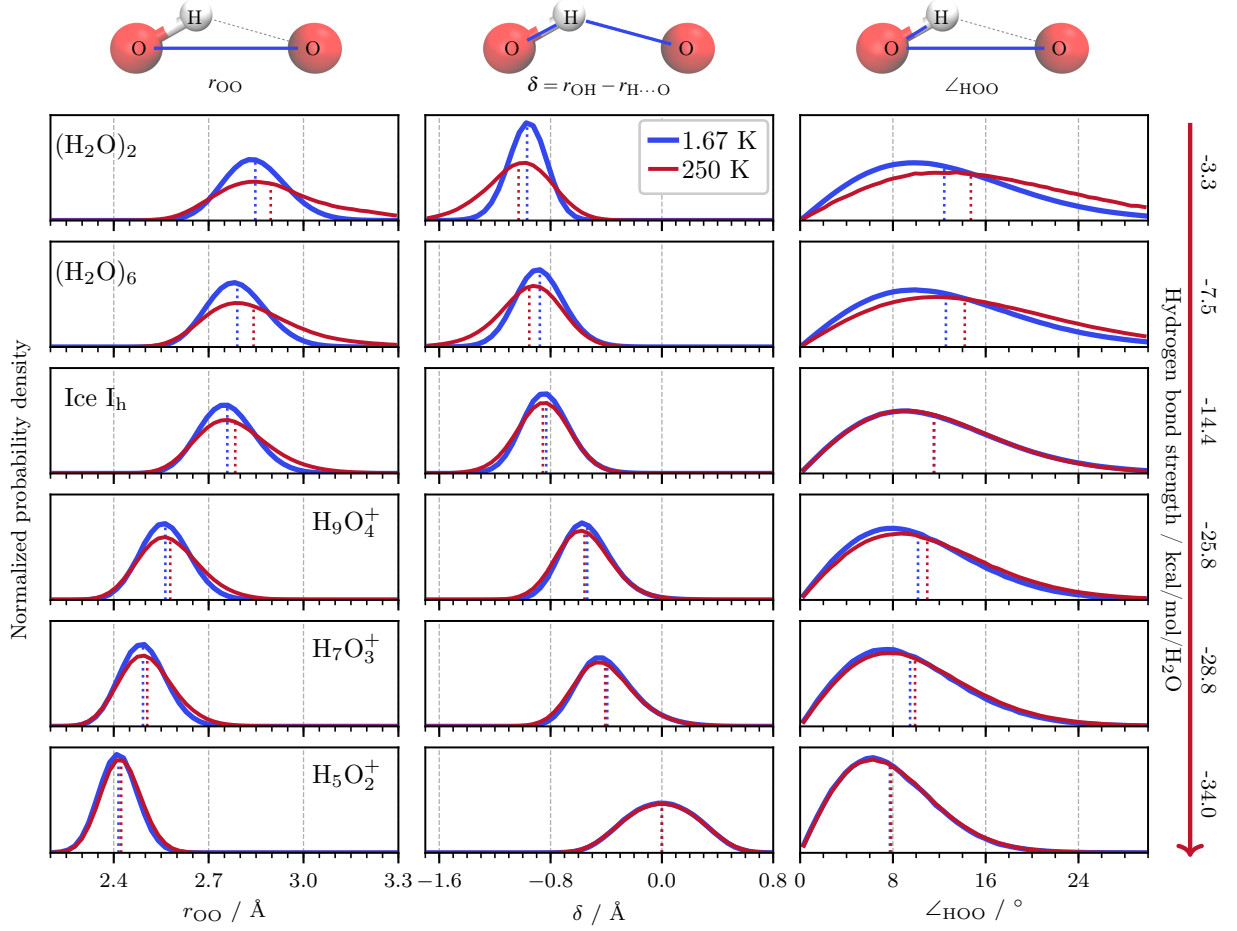 H
O O
r_OO
H
O O
δ = r_OH − r_H···O
H
O O
∠_HOO
(H₂O)₂
1.67 K
250 K
-3.3
(H₂O)₆
-7.5
Ice I_h
-14.4
H₉O₄⁺
-25.8
H₇O₃⁺
-28.8
H₅O₂⁺
-34.0
Normalized probability density
Hydrogen bond strength / kcal/mol/H₂O
2.4 2.7 3.0 3.3
r_OO / Å
−1.6 −0.8 0.0 0.8
δ / Å
0 8 16 24
∠_HOO / °